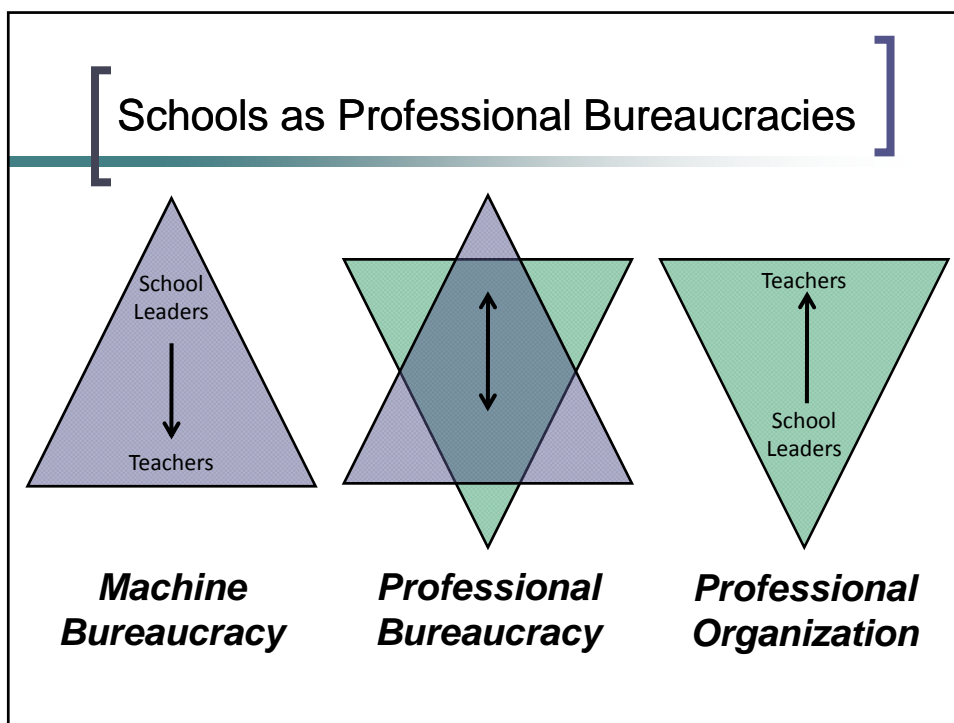 Schools as Professional Bureaucracies
School
Leaders
Teachers
Teachers
School
Leaders
Machine
Bureaucracy
Professional
Bureaucracy
Professional
Organization